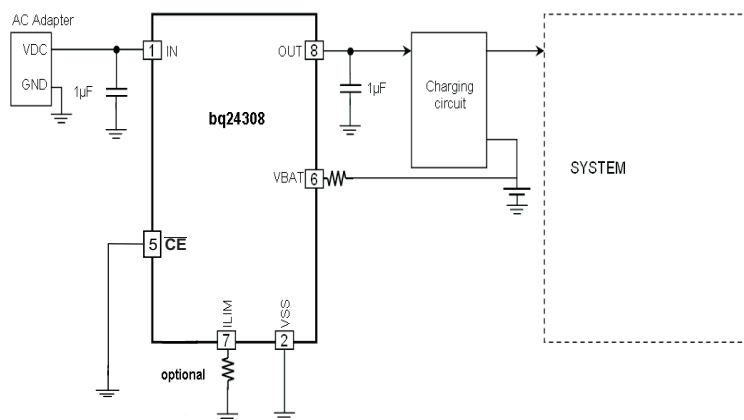 AC Adapter
VDC
GND
1µF
1 IN
OUT 8
1µF
Charging
circuit
bq24308
VBAT 6
SYSTEM
5 CE
ILIM
VSS
7
2
optional